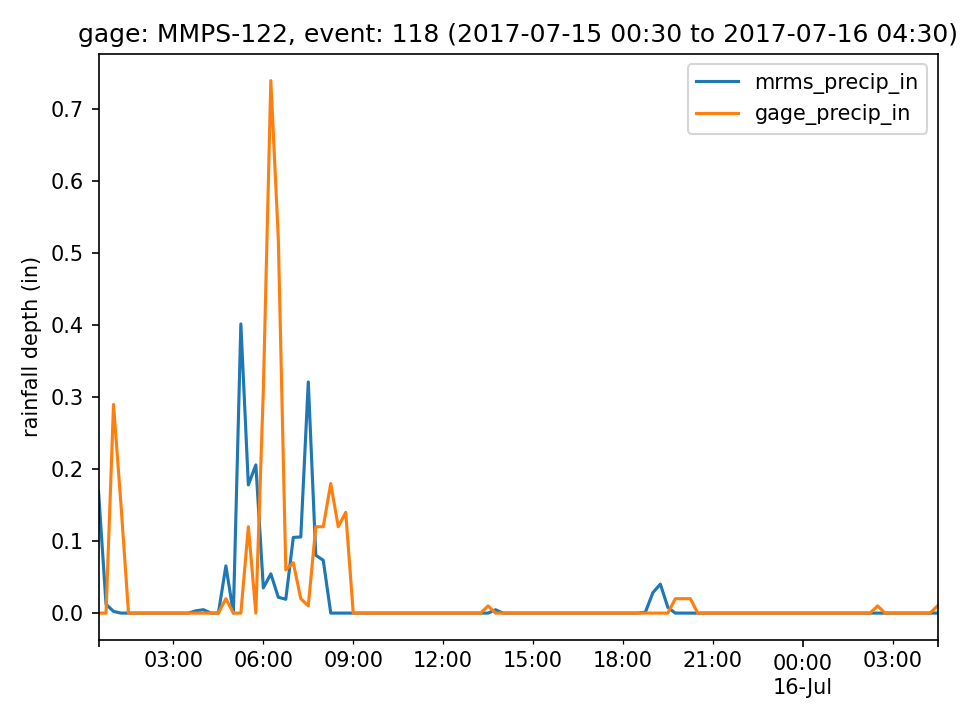 gage: MMPS-122, event: 118 (2017-07-15 00:30 to 2017-07-16 04:30)
mrms_precip_in
gage_precip_in
rainfall depth (in)
0.7
0.6
0.5
0.4
0.3
0.2
0.1
0.0
03:00 06:00 09:00 12:00 15:00 18:00 21:00 00:00 03:00
16-Jul